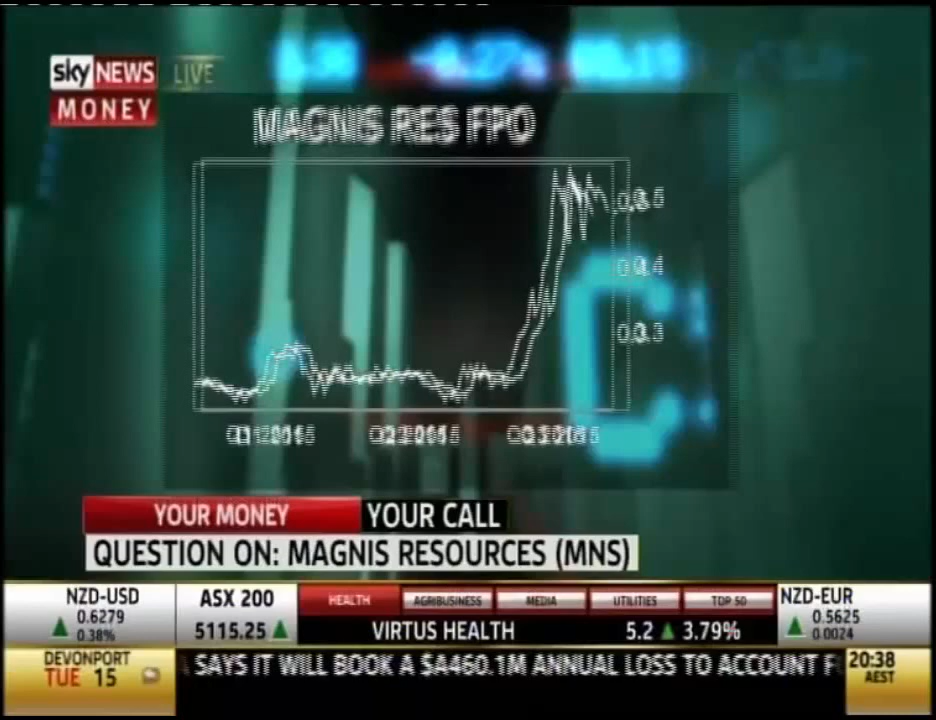 sky NEWS LIVE
MONEY
MAGNIS RES FPO
0.4
0.3
YOUR MONEY YOUR CALL
QUESTION ON: MAGNIS RESOURCES (MNS)
NZD-USD
0.6279
0.38%
ASX 200
5115.25
HEALTH AGRIBUSINESS MEDIA UTILITIES TOP 50
VIRTUS HEALTH 5.2 3.79%
NZD-EUR
0.5625
0.0024
DEVONPORT
TUE 15
SAYS IT WILL BOOK A $A460.1M ANNUAL LOSS TO ACCOUNT
20:38
AEST